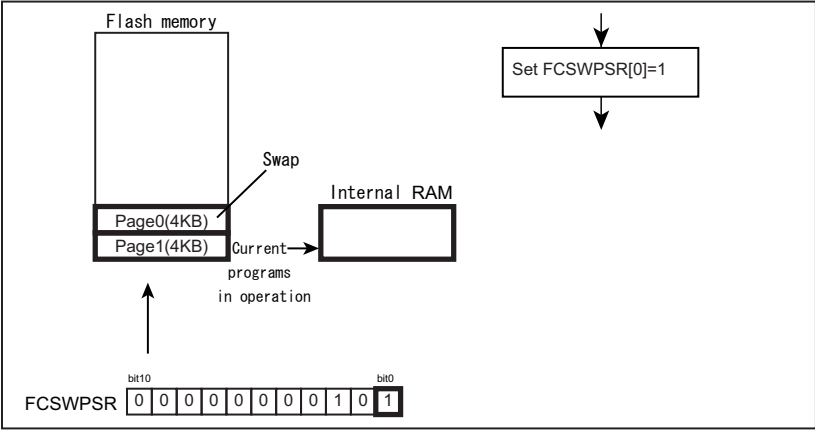 Flash memory
Set FCSWPSR[0]=1
Swap
Internal RAM
Page0(4KB)
Page1(4KB)
Current
programs
in operation
bit10 bit0
FCSWPSR 0 0 0 0 0 0 0 0 1 0 1